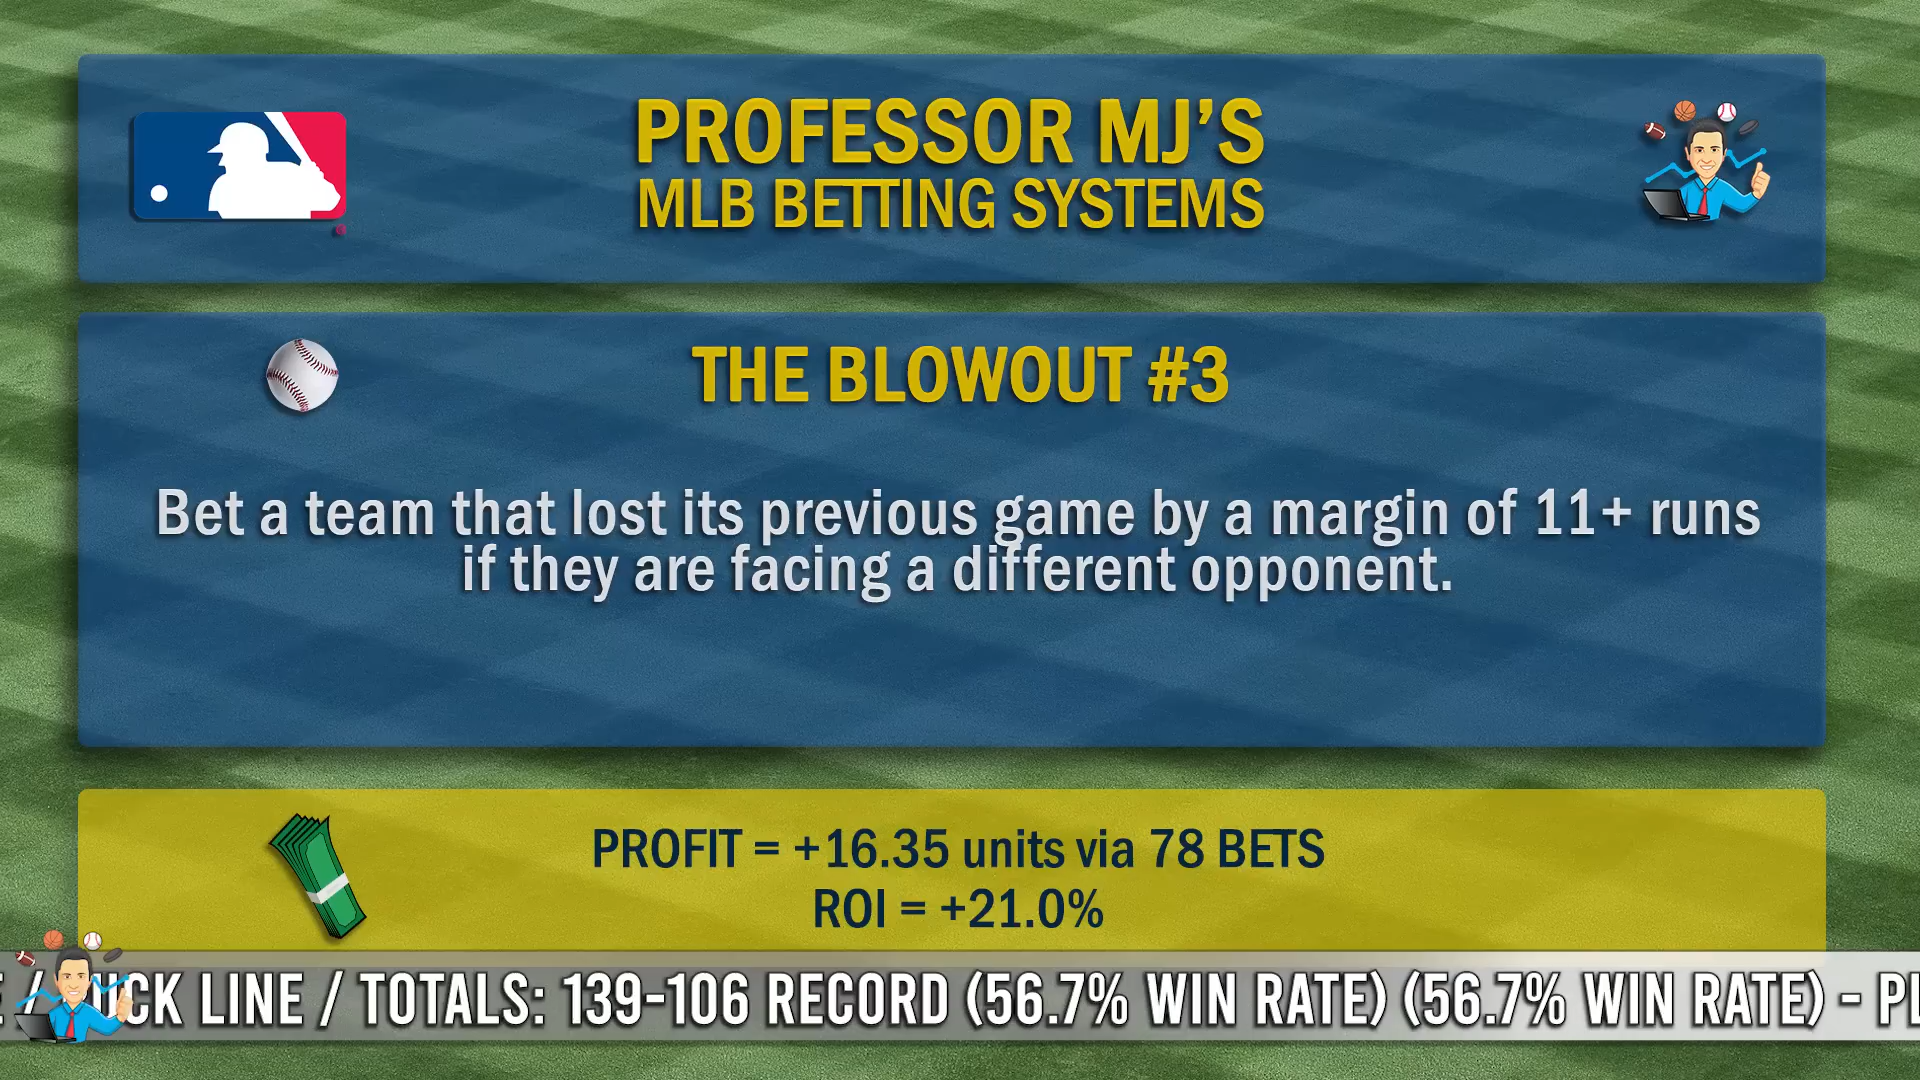 PROFESSOR MJ'S
MLB BETTING SYSTEMS
THE BLOWOUT #3
Bet a team that lost its previous game by a margin of 11+ runs
if they are facing a different opponent.
PROFIT = +16.35 units via 78 BETS
ROI = +21.0%
LINE / TOTALS: 139-106 RECORD (56.7% WIN RATE) (56.7% WIN RATE) -